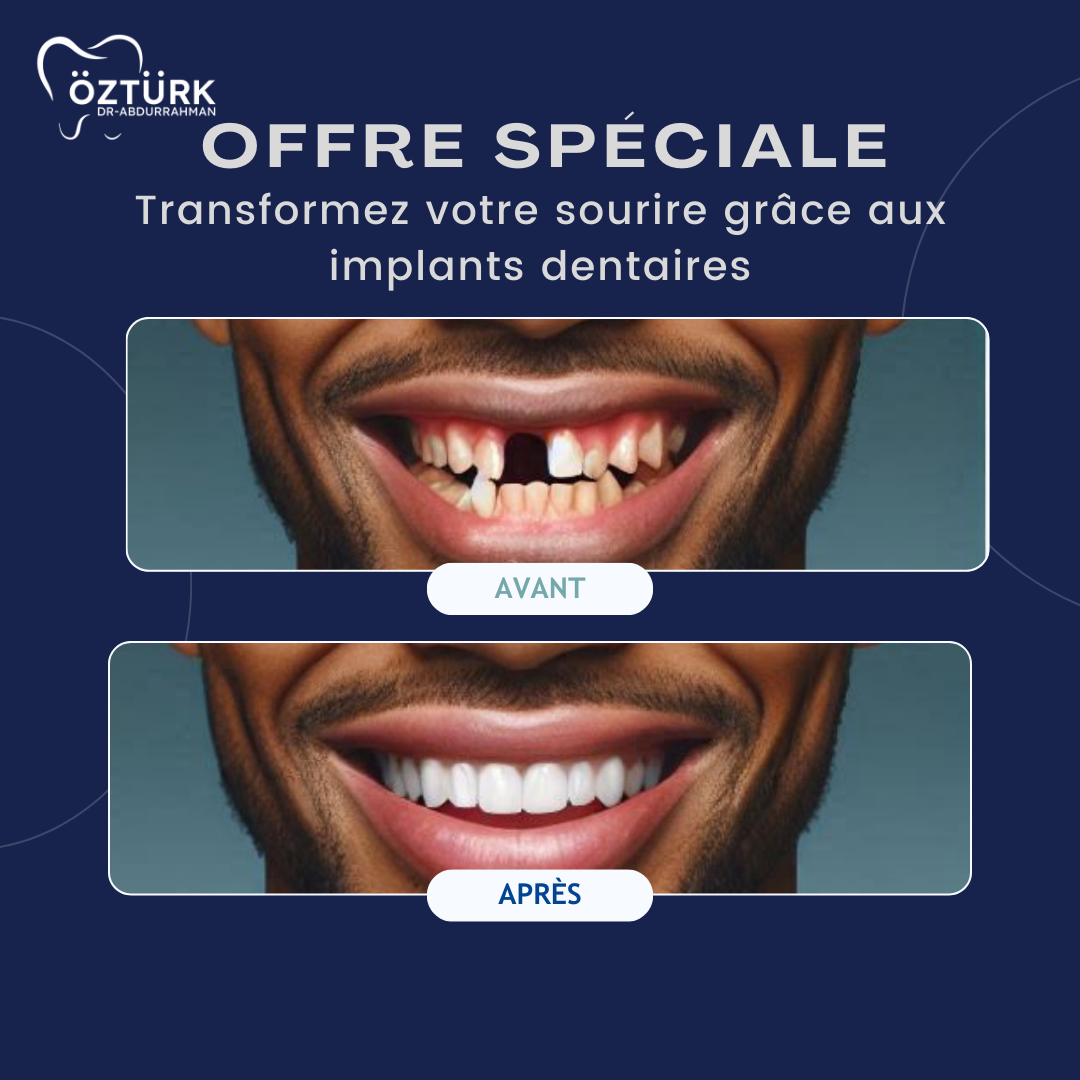 ÖZTÜRK
DR-ABDURRAHMAN
OFFRE SPÉCIALE
Transformez votre sourire grâce aux
implants dentaires
AVANT
APRÈS